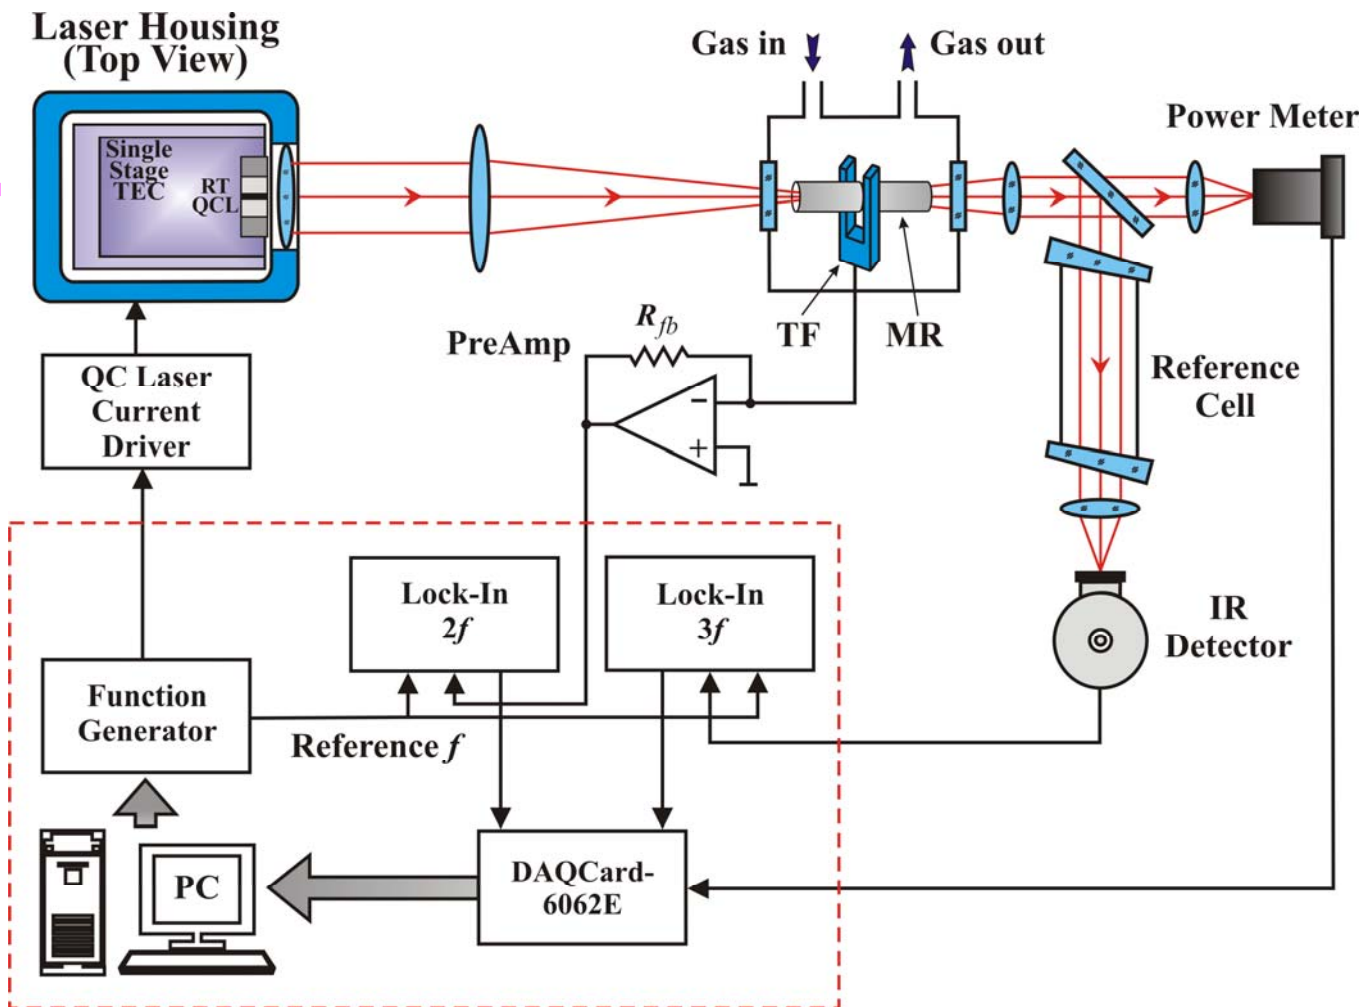 Laser Housing
(Top View)
Gas in
Gas out
Power Meter
Single
Stage
TEC
RT
QCL
TF
MR
R_fb
PreAmp
Reference
Cell
QC Laser
Current
Driver
−
+
Lock-In
2f
Lock-In
3f
IR
Detector
Function
Generator
Reference f
PC
DAQCard-
6062E